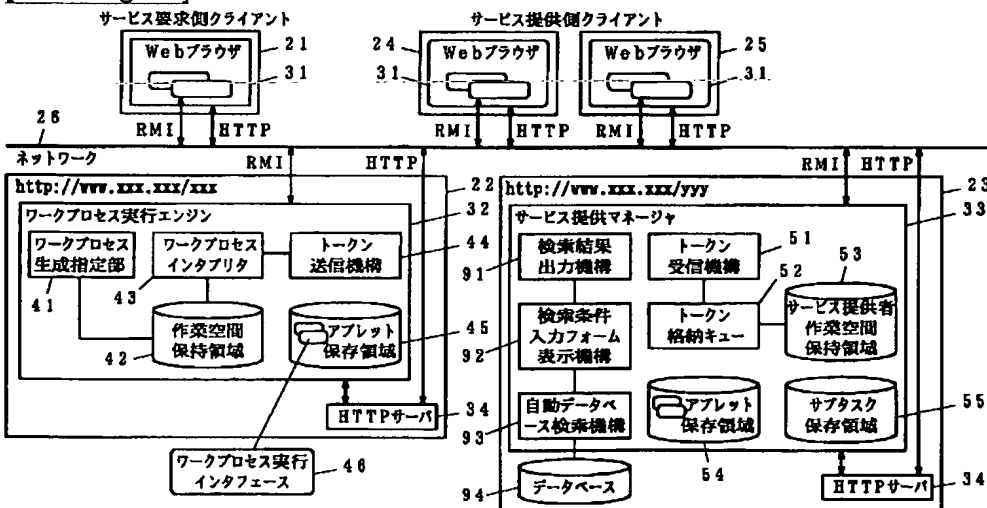 サービス要求側クライアント
サービス提供側クライアント
Webブラウザ
21
31
24
Webブラウザ
31
Webブラウザ
25
31
26
RMI
HTTP
RMI
HTTP
RMI
HTTP
ネットワーク
RMI
HTTP
RMI
HTTP
http://www.xxx.xxx/xxx
22
http://www.xxx.xxx/yyy
23
32
33
ワークプロセス実行エンジン
サービス提供マネージャ
ワークプロセス
生成指定部
41
ワークプロセス
インタプリタ
43
トークン
送信機構
44
検索結果
出力機構
91
トークン
受信機構
51
52
53
作業空間
保持領域
42
アプレット
保存領域
45
検索条件
入力フォーム
表示機構
92
トークン
格納キュー
サービス提供者
作業空間
保持領域
HTTPサーバ
34
自動データベ
ース検索機構
93
アプレット
保存領域
54
サブタスク
保存領域
55
ワークプロセス実行
インタフェース
46
94
データベース
HTTPサーバ
34